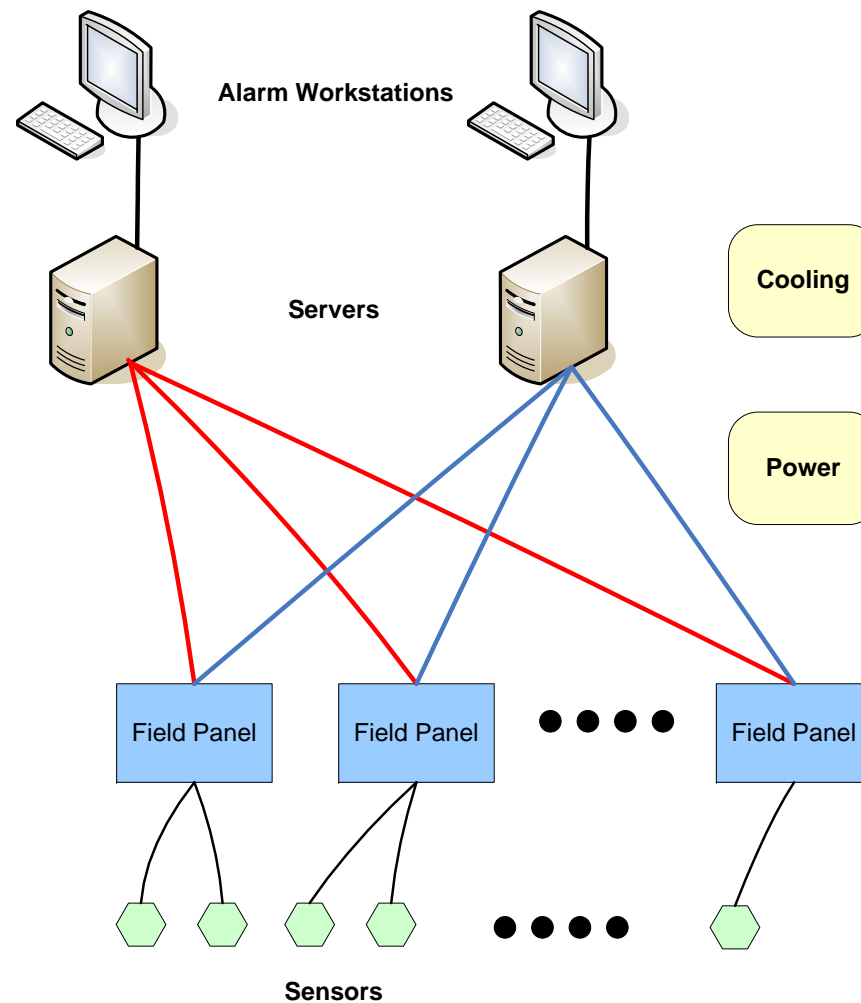 Alarm Workstations
Cooling
Servers
Power
Field Panel
Field Panel
Field Panel
Sensors